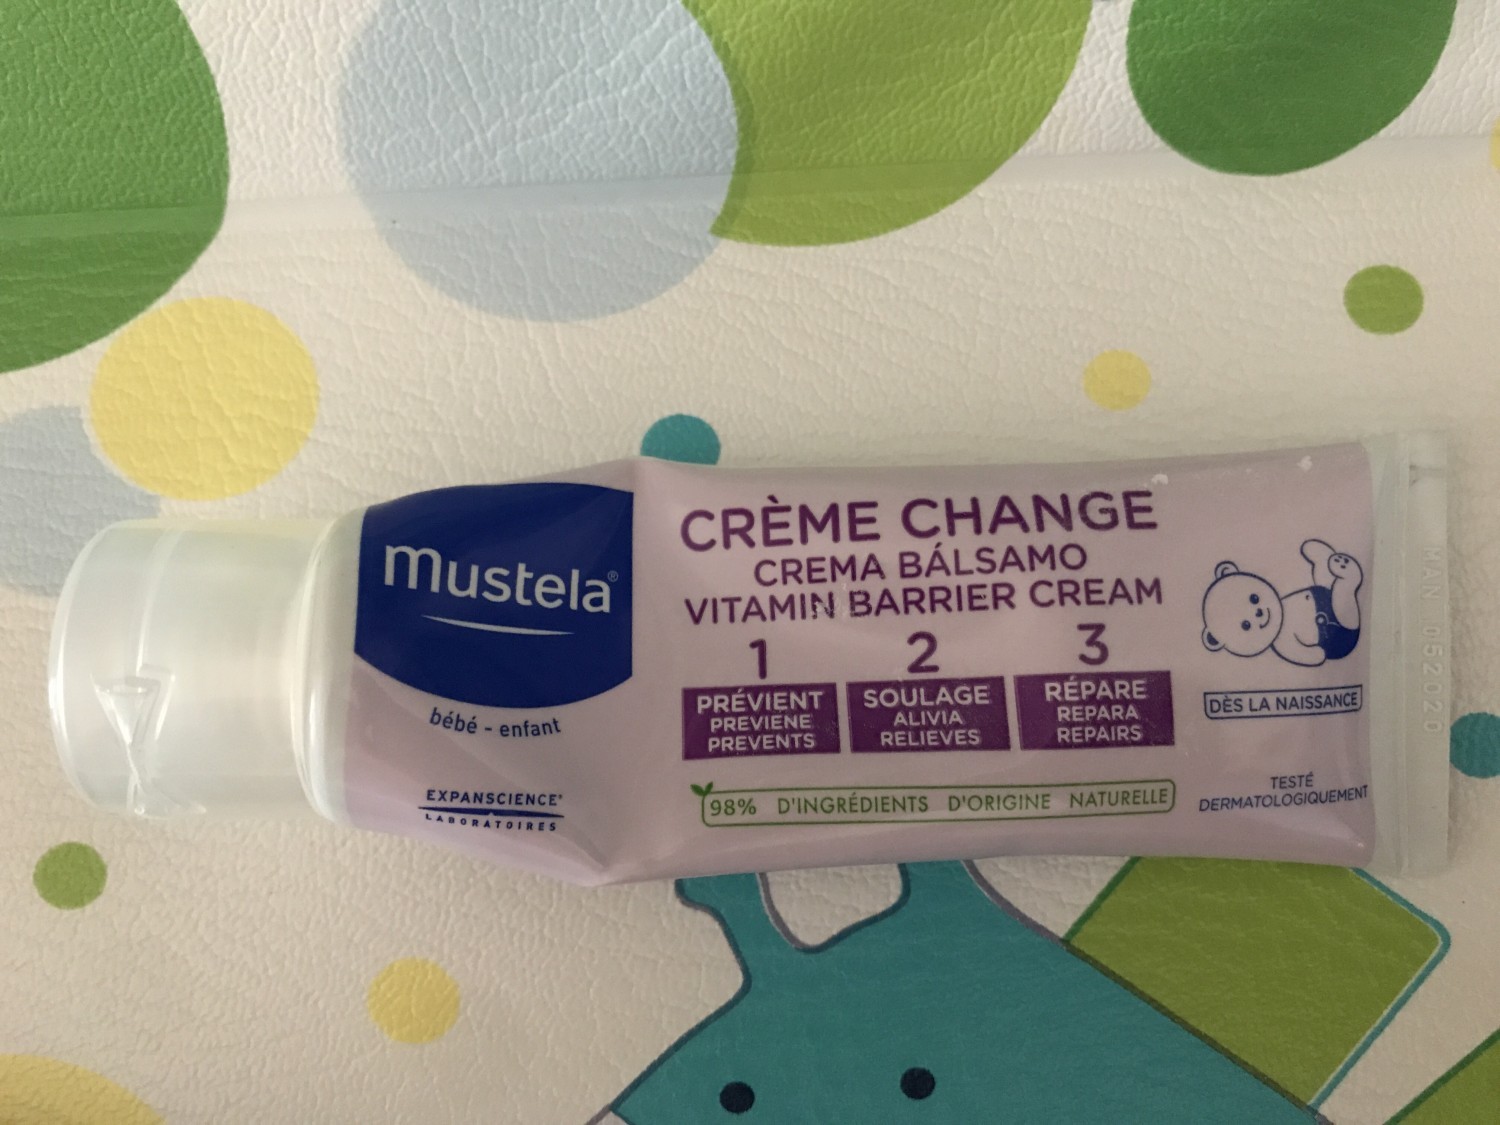 mustela®
bébé - enfant
EXPANSCIENCE®
LABORATOIRES
CRÈME CHANGE
CREMA BÁLSAMO
VITAMIN BARRIER CREAM
1 2 3
PRÉVIENT
PREVIENE
PREVENTS
SOULAGE
ALIVIA
RELIEVES
RÉPARE
REPARA
REPAIRS
98% D'INGRÉDIENTS D'ORIGINE NATURELLE
DÈS LA NAISSANCE
TESTÉ
DERMATOLOGIQUEMENT
MAN 052020